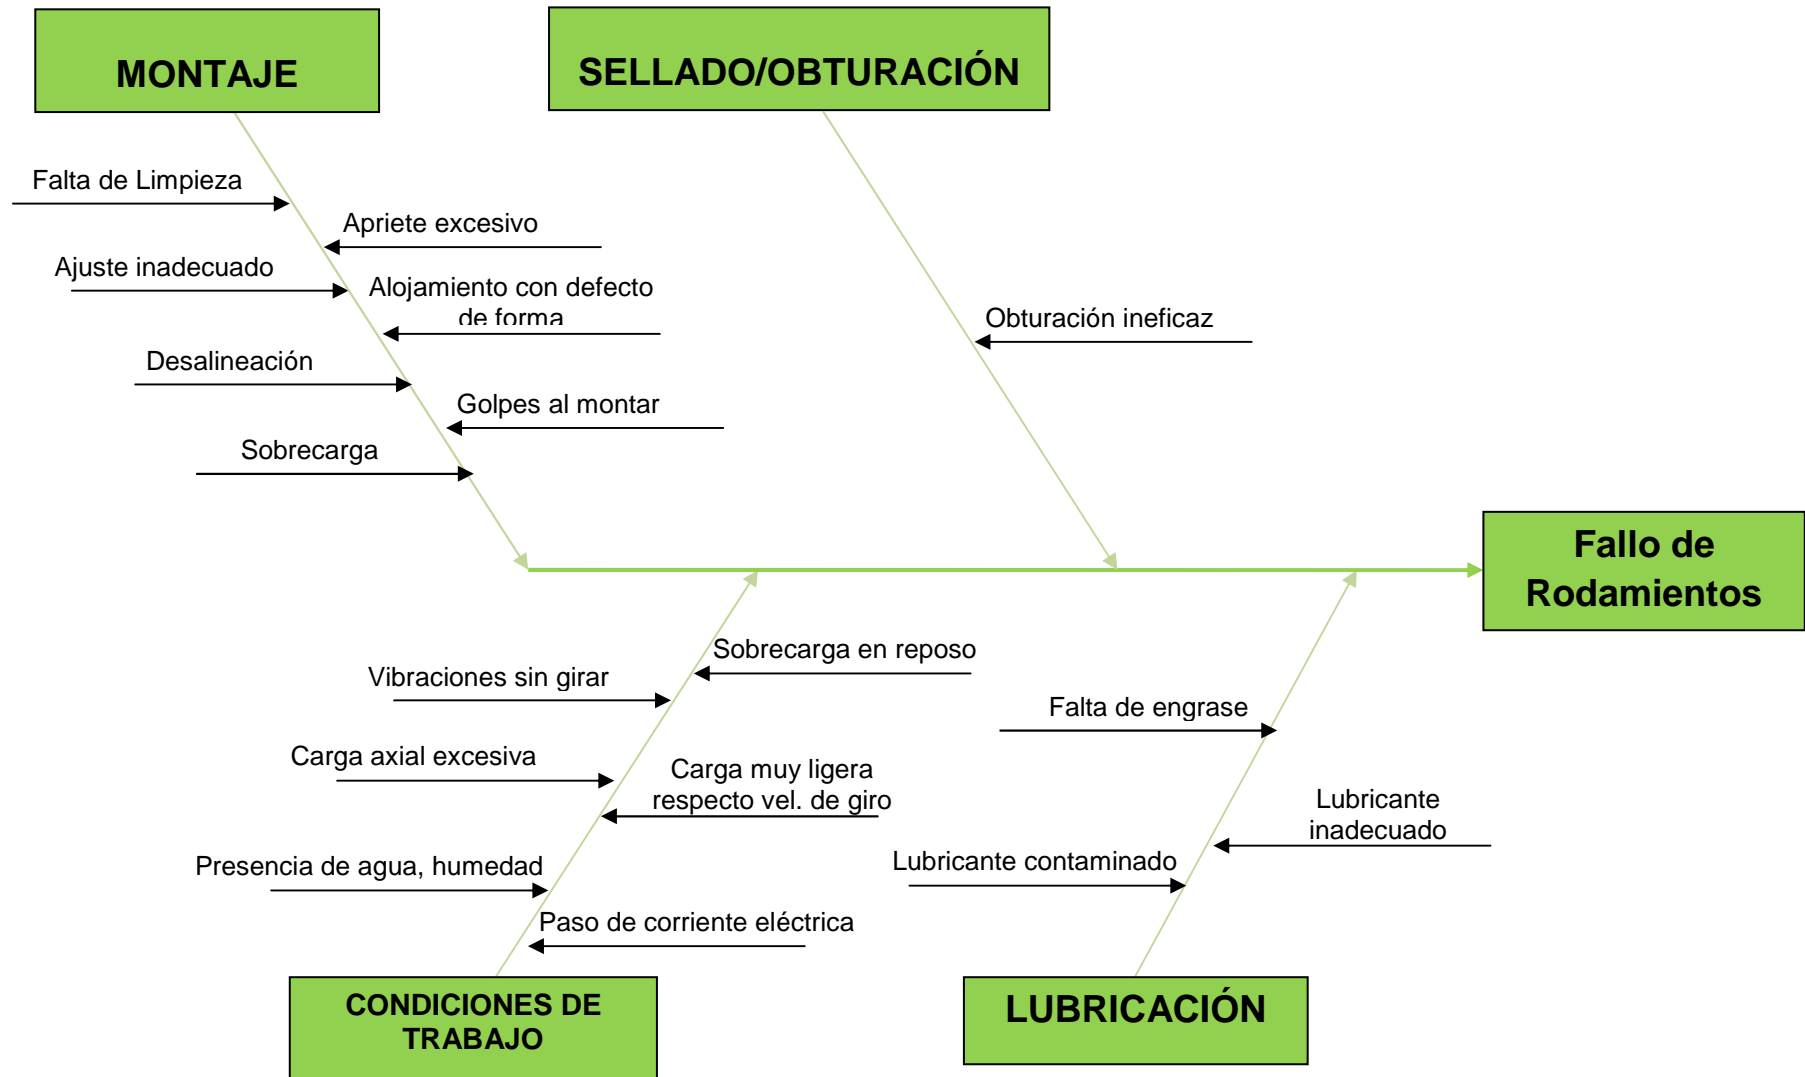 MONTAJE
SELLADO/OBTURACIÓN
Falta de Limpieza
Apriete excesivo
Ajuste inadecuado
Alojamiento con defecto
de forma
Desalineación
Golpes al montar
Sobrecarga
Obturación ineficaz
Fallo de
Rodamientos
Sobrecarga en reposo
Vibraciones sin girar
Carga axial excesiva
Carga muy ligera
respecto vel. de giro
Presencia de agua, humedad
Paso de corriente eléctrica
Falta de engrase
Lubricante
inadecuado
Lubricante contaminado
CONDICIONES DE
TRABAJO
LUBRICACIÓN